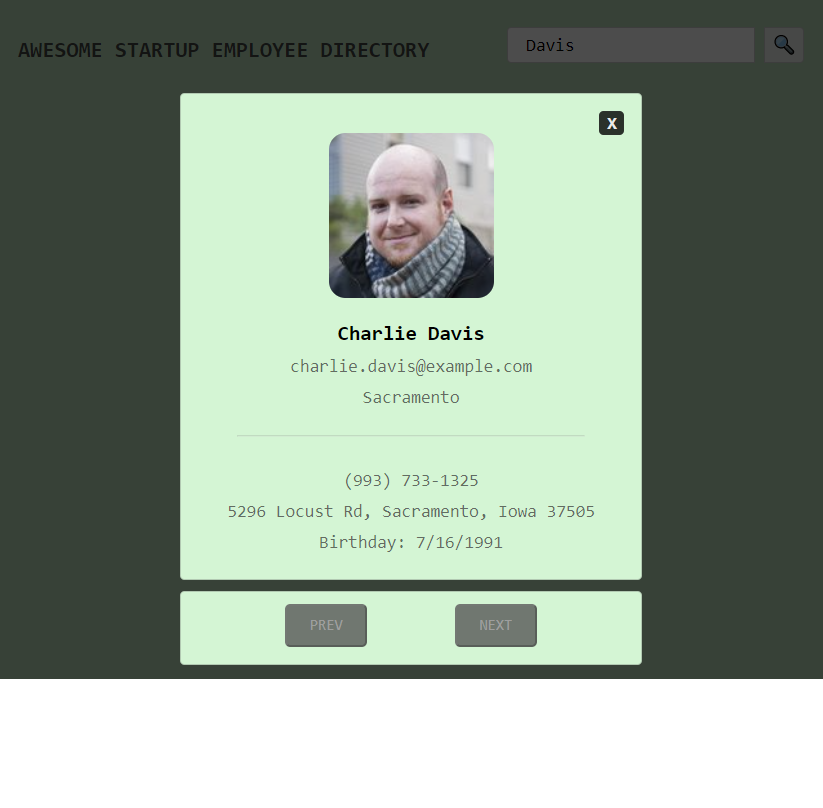 AWESOME STARTUP EMPLOYEE DIRECTORY
Davis
X
Charlie Davis
charlie.davis@example.com
Sacramento
(993) 733-1325
5296 Locust Rd, Sacramento, Iowa 37505
Birthday: 7/16/1991
PREV
NEXT